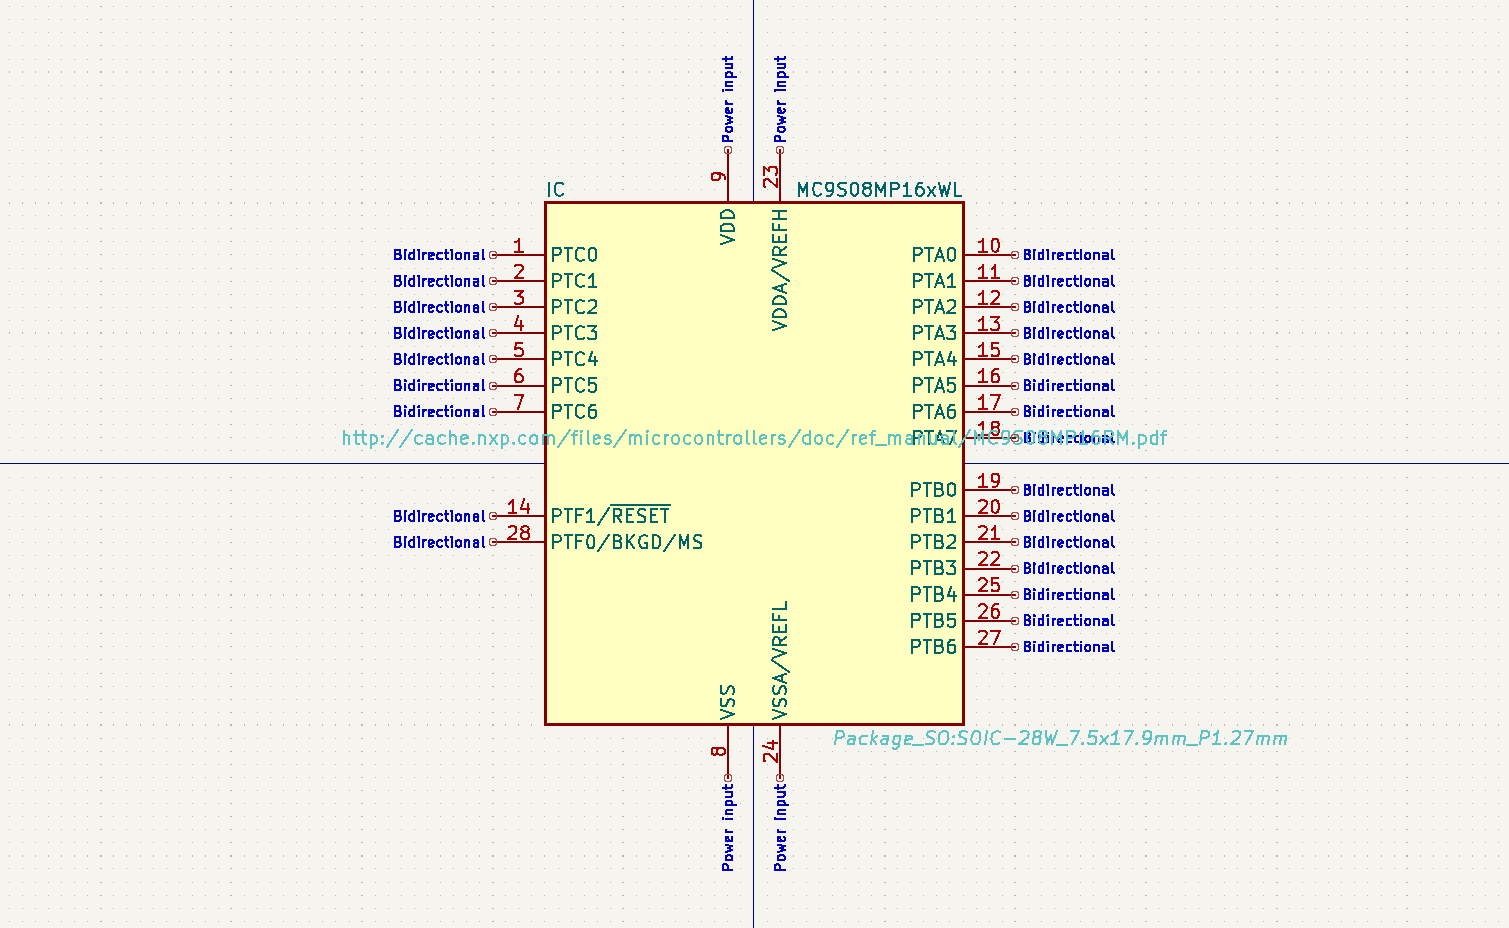 Power input
Power input
9
23
IC
MC9S08MP16xWL
VDD
VDDA/VREFH
Bidirectional 1 PTC0
PTA0 10 Bidirectional
Bidirectional 2 PTC1
PTA1 11 Bidirectional
Bidirectional 3 PTC2
PTA2 12 Bidirectional
Bidirectional 4 PTC3
PTA3 13 Bidirectional
Bidirectional 5 PTC4
PTA4 15 Bidirectional
Bidirectional 6 PTC5
PTA5 16 Bidirectional
Bidirectional 7 PTC6
PTA6 17 Bidirectional
http://cache.nxp.com/files/microcontrollers/doc/ref_manual/MC9S08MP16RM.pdf
PTA7 18 Bidirectional
PTB0 19 Bidirectional
Bidirectional 14 PTF1/RESET
PTB1 20 Bidirectional
Bidirectional 28 PTF0/BKGD/MS
PTB2 21 Bidirectional
PTB3 22 Bidirectional
PTB4 25 Bidirectional
PTB5 26 Bidirectional
PTB6 27 Bidirectional
VSS
VSSA/VREFL
Package_SO:SOIC-28W_7.5x17.9mm_P1.27mm
8
24
Power input
Power input